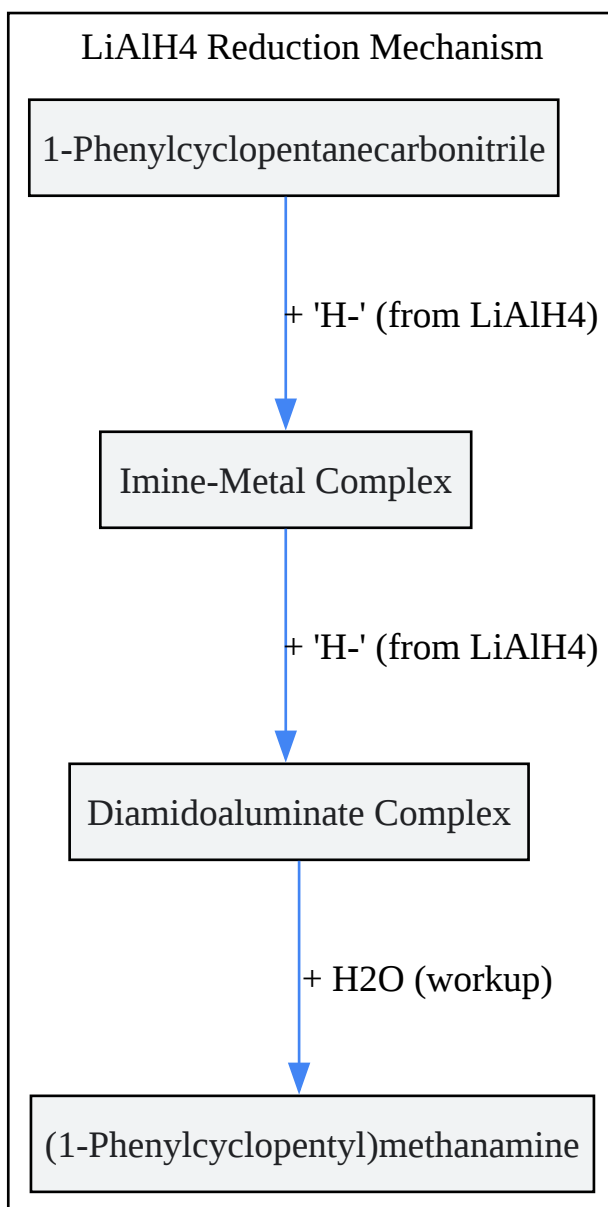 LiAlH4 Reduction Mechanism
1-Phenylcyclopentanecarbonitrile
+ 'H-' (from LiAlH4)
Imine-Metal Complex
+ 'H-' (from LiAlH4)
Diamidoaluminate Complex
+ H2O (workup)
(1-Phenylcyclopentyl)methanamine